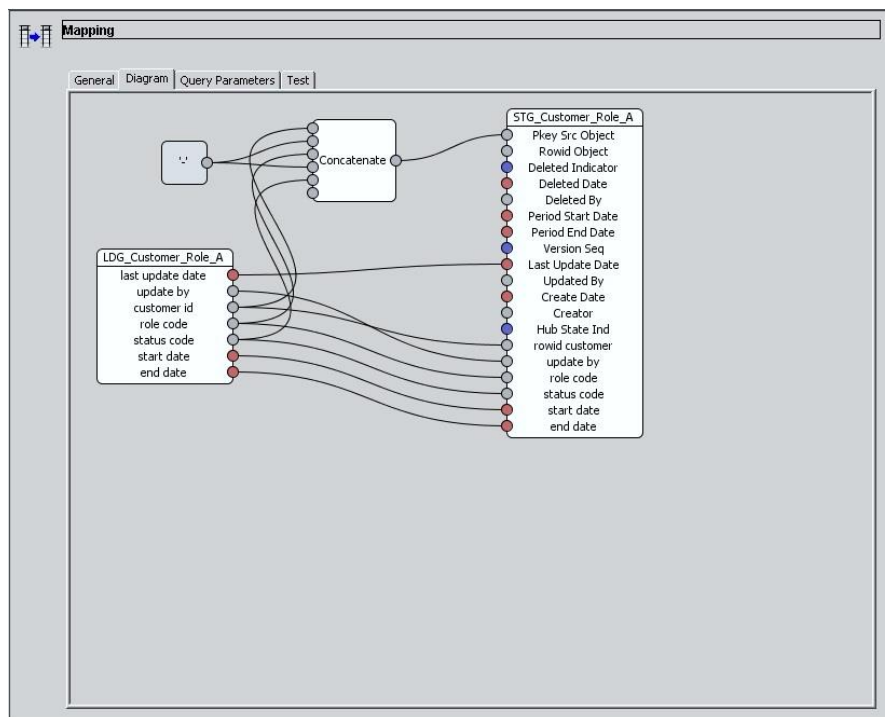 Mapping
General Diagram Query Parameters Test
'-'
Concatenate
LDG_Customer_Role_A
last update date
update by
customer id
role code
status code
start date
end date
STG_Customer_Role_A
Pkey Src Object
Rowid Object
Deleted Indicator
Deleted Date
Deleted By
Period Start Date
Period End Date
Version Seq
Last Update Date
Updated By
Create Date
Creator
Hub State Ind
rowid customer
update by
role code
status code
start date
end date